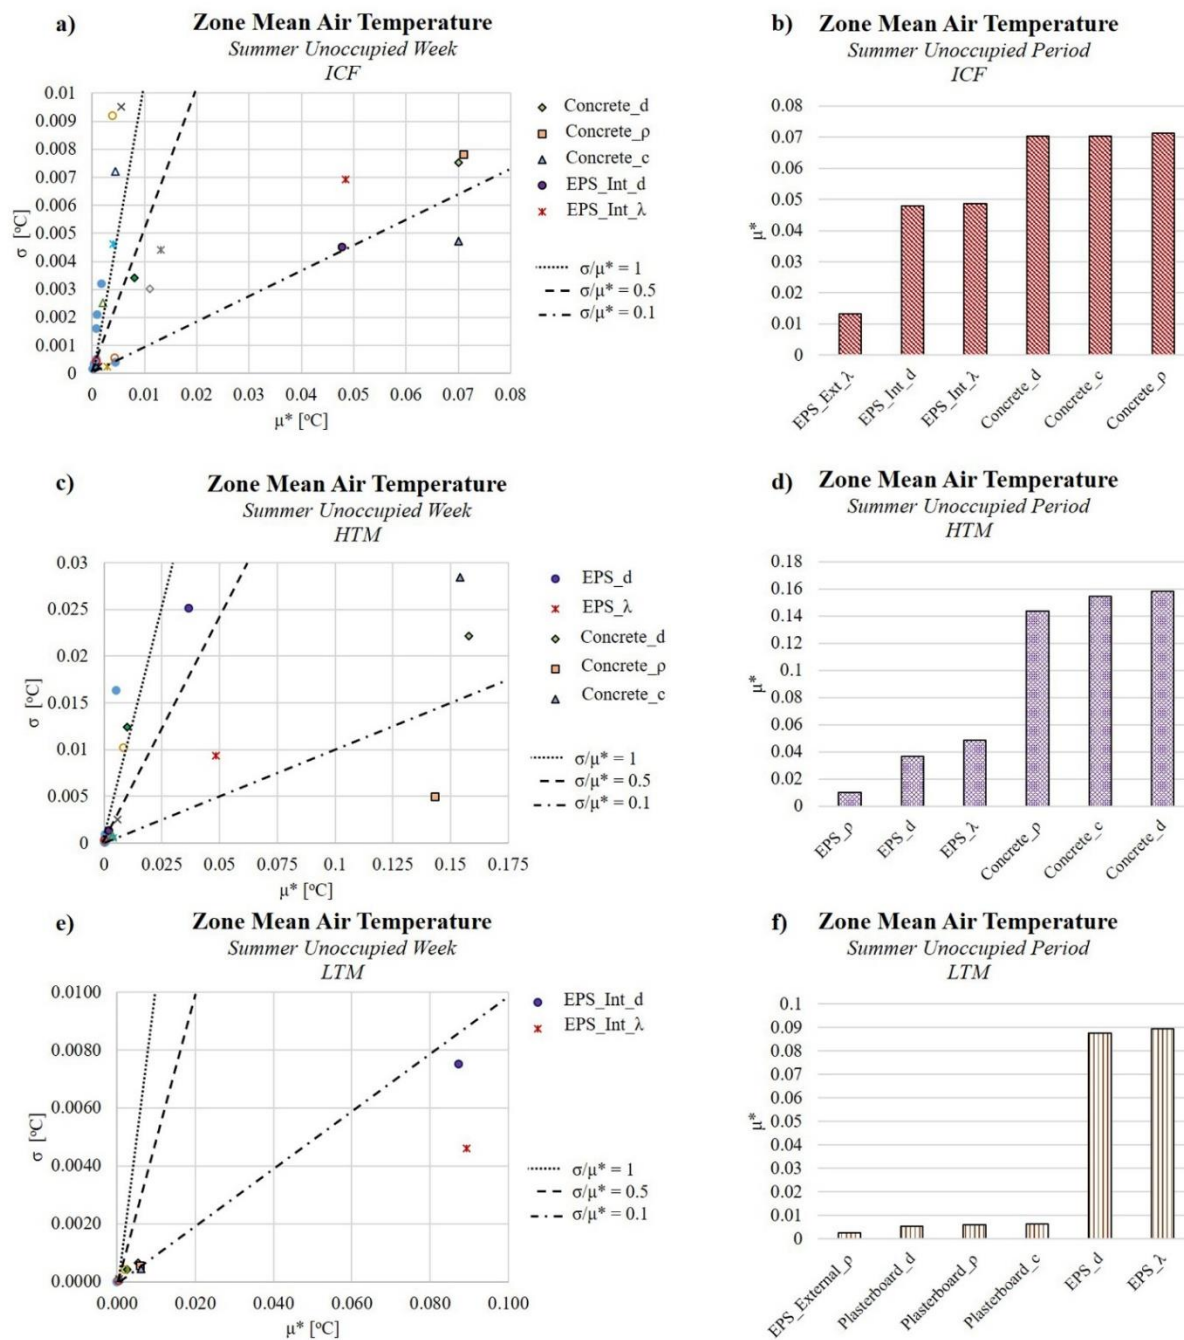 a) Zone Mean Air Temperature
Summer Unoccupied Week
ICF
0.01
0.009
0.008
0.007
0.006
0.005
0.004
0.003
0.002
0.001
0
σ [°C]
0 0.01 0.02 0.03 0.04 0.05 0.06 0.07 0.08
μ* [°C]
Concrete_d
Concrete_ρ
Concrete_c
EPS_Int_d
EPS_Int_λ
σ/μ* = 1
σ/μ* = 0.5
σ/μ* = 0.1
b) Zone Mean Air Temperature
Summer Unoccupied Period
ICF
0.08
0.07
0.06
0.05
0.04
0.03
0.02
0.01
0
μ*
EPS_Ext_λ
EPS_Int_d
EPS_Int_λ
Concrete_d
Concrete_c
Concrete_ρ
c) Zone Mean Air Temperature
Summer Unoccupied Week
HTM
0.03
0.025
0.02
0.015
0.01
0.005
0
σ [°C]
0 0.025 0.05 0.075 0.1 0.125 0.15 0.175
μ* [°C]
EPS_d
EPS_λ
Concrete_d
Concrete_ρ
Concrete_c
σ/μ* = 1
σ/μ* = 0.5
σ/μ* = 0.1
d) Zone Mean Air Temperature
Summer Unoccupied Period
HTM
0.18
0.16
0.14
0.12
0.1
0.08
0.06
0.04
0.02
0
μ*
EPS_ρ
EPS_d
EPS_λ
Concrete_ρ
Concrete_c
Concrete_d
e) Zone Mean Air Temperature
Summer Unoccupied Week
LTM
0.0100
0.0080
0.0060
0.0040
0.0020
0.0000
σ [°C]
0.000 0.020 0.040 0.060 0.080 0.100
μ* [°C]
EPS_Int_d
EPS_Int_λ
σ/μ* = 1
σ/μ* = 0.5
σ/μ* = 0.1
f) Zone Mean Air Temperature
Summer Unoccupied Period
LTM
0.1
0.09
0.08
0.07
0.06
0.05
0.04
0.03
0.02
0.01
0
μ*
EPS_External_ρ
Plasterboard_d
Plasterboard_ρ
Plasterboard_c
EPS_d
EPS_λ